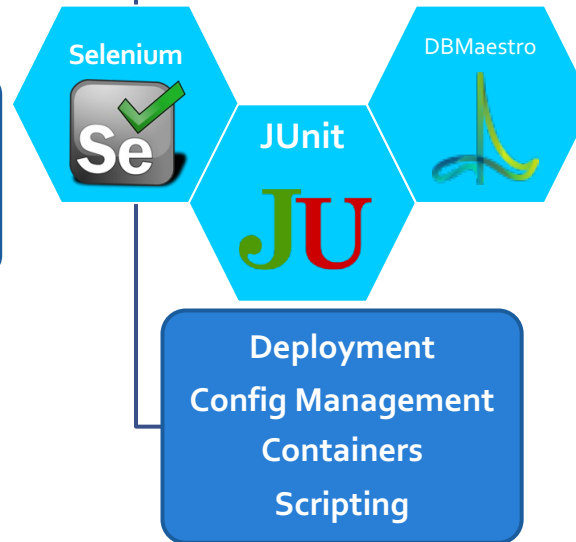 Selenium
Se
DBMaestro
JUnit
JU
Deployment
Config Management
Containers
Scripting